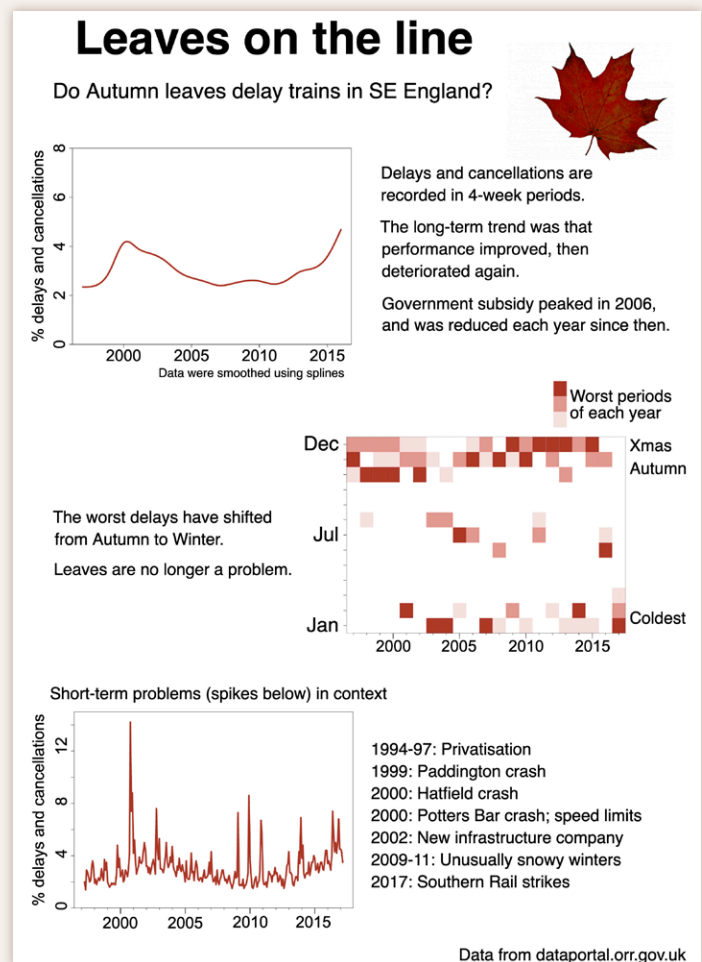 Leaves on the line
Do Autumn leaves delay trains in SE England?
% delays and cancellations
8
6
4
2
0
2000 2005 2010 2015
Data were smoothed using splines
Delays and cancellations are
recorded in 4-week periods.
The long-term trend was that
performance improved, then
deteriorated again.
Government subsidy peaked in 2006,
and was reduced each year since then.
Worst periods
of each year
Dec
Jul
Jan
Xmas
Autumn
Coldest
2000 2005 2010 2015
The worst delays have shifted
from Autumn to Winter.
Leaves are no longer a problem.
Short-term problems (spikes below) in context
% delays and cancellations
12
8
4
0
2000 2005 2010 2015
1994-97: Privatisation
1999: Paddington crash
2000: Hatfield crash
2000: Potters Bar crash; speed limits
2002: New infrastructure company
2009-11: Unusually snowy winters
2017: Southern Rail strikes
Data from dataportal.orr.gov.uk